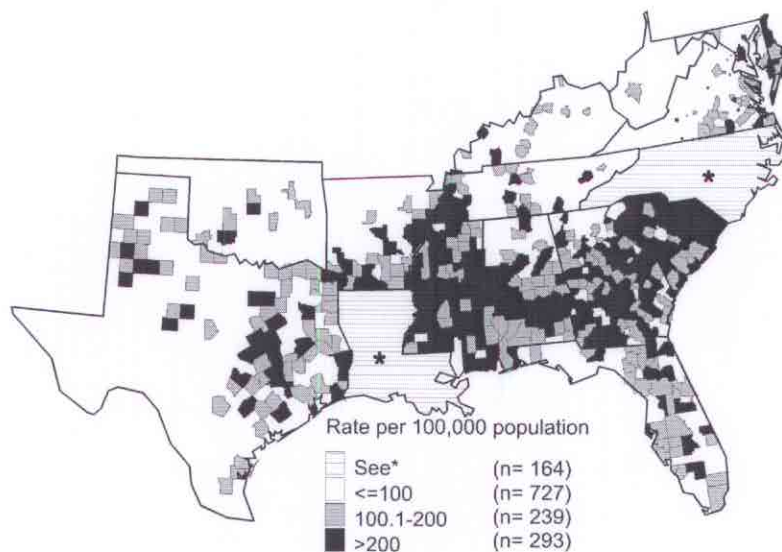 *
*
Rate per 100,000 population
See* (n= 164)
<=100 (n= 727)
100.1-200 (n= 239)
>200 (n= 293)